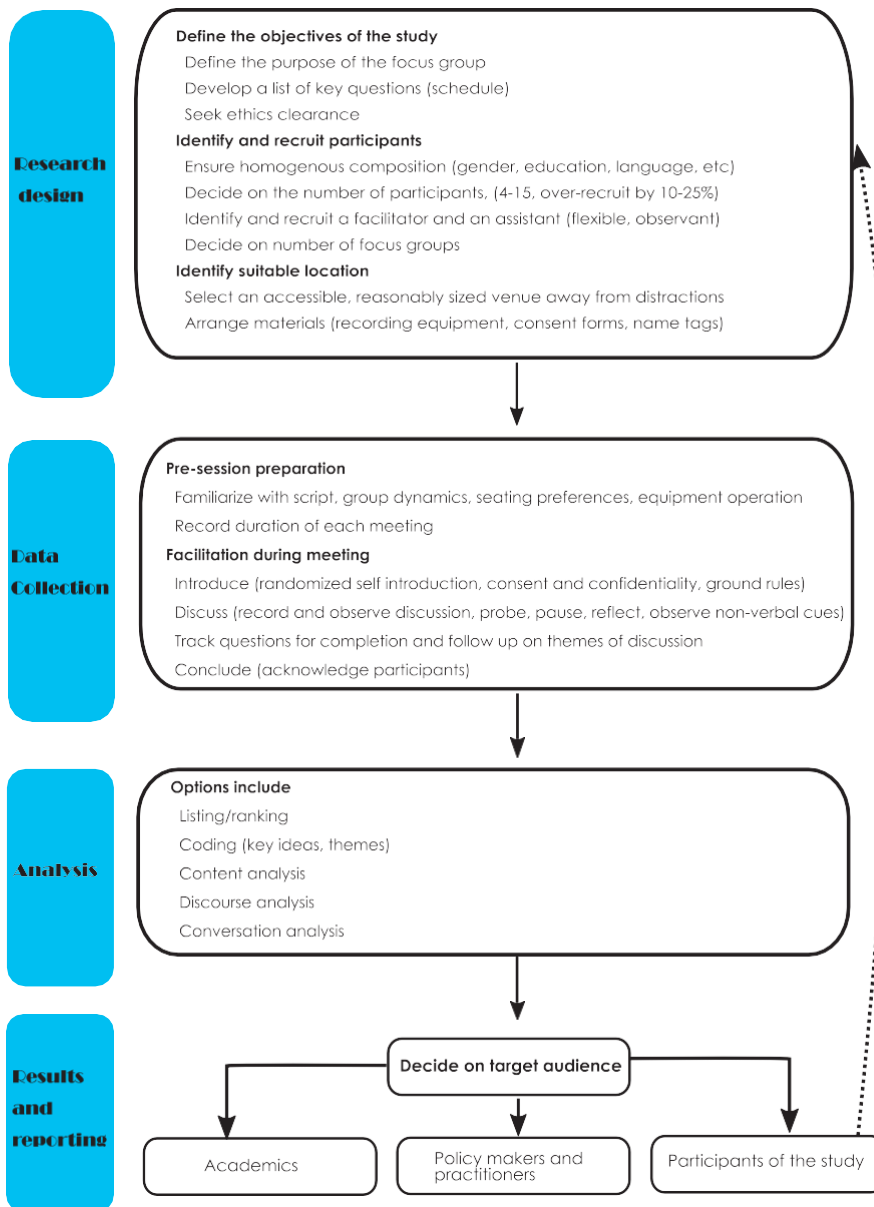 Research
design
Define the objectives of the study
Define the purpose of the focus group
Develop a list of key questions (schedule)
Seek ethics clearance
Identify and recruit participants
Ensure homogenous composition (gender, education, language, etc)
Decide on the number of participants, (4-15, over-recruit by 10-25%)
Identify and recruit a facilitator and an assistant (flexible, observant)
Decide on number of focus groups
Identify suitable location
Select an accessible, reasonably sized venue away from distractions
Arrange materials (recording equipment, consent forms, name tags)
Data
Collection
Pre-session preparation
Familiarize with script, group dynamics, seating preferences, equipment operation
Record duration of each meeting
Facilitation during meeting
Introduce (randomized self introduction, consent and confidentiality, ground rules)
Discuss (record and observe discussion, probe, pause, reflect, observe non-verbal cues)
Track questions for completion and follow up on themes of discussion
Conclude (acknowledge participants)
Analysis
Options include
Listing/ranking
Coding (key ideas, themes)
Content analysis
Discourse analysis
Conversation analysis
Results
and
reporting
Decide on target audience
Academics
Policy makers and
practitioners
Participants of the study